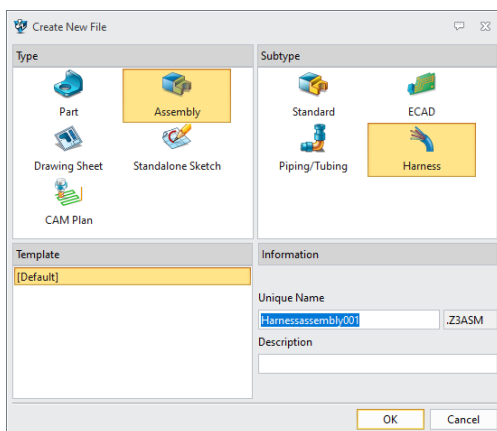 Create New File
Type
Subtype
Part
Assembly
Standard
ECAD
Drawing Sheet
Standalone Sketch
Piping/Tubing
Harness
CAM Plan
Template
Information
[Default]
Unique Name
Harnessassembly001
.Z3ASM
Description
OK
Cancel